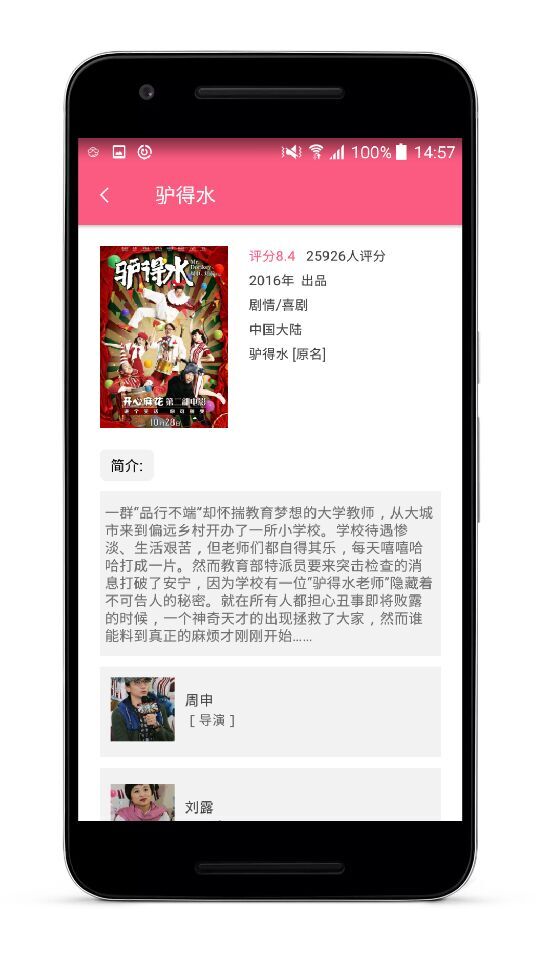 100% 14:57
驴得水
驴得水
Mr.
Donkey
开心麻花 第二部电影
10月28日
评分8.4 25926人评分
2016年 出品
剧情/喜剧
中国大陆
驴得水 [原名]
简介:
一群“品行不端”却怀揣教育梦想的大学教师，从大城
市来到偏远乡村开办了一所小学校。学校待遇惨
淡、生活艰苦，但老师们都自得其乐，每天嘻嘻哈
哈打成一片。然而教育部特派员要来突击检查的消
息打破了安宁，因为学校有一位“驴得水老师”隐藏着
不可告人的秘密。就在所有人都担心丑事即将败露
的时候，一个神奇天才的出现拯救了大家，然而谁
能料到真正的麻烦才刚刚开始……
周申
[ 导演 ]
刘露